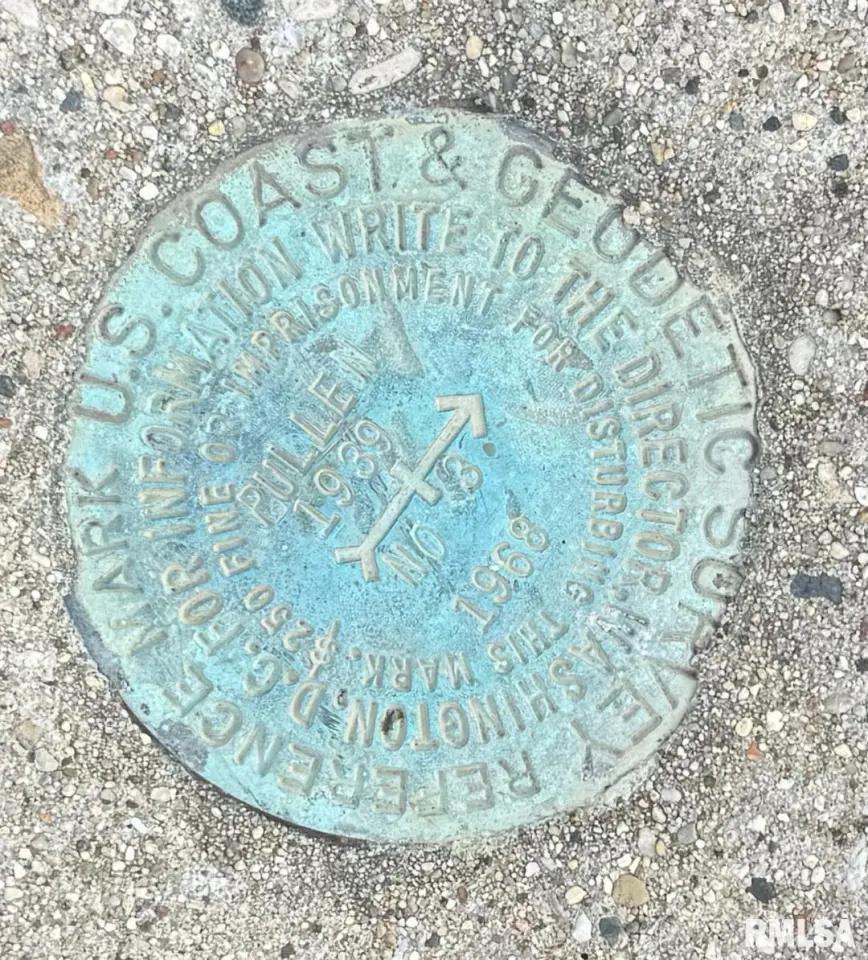 U.S. COAST & GEODETIC SURVEY
REFERENCE MARK
FOR INFORMATION WRITE TO THE DIRECTOR, WASHINGTON, D.C.
$250 FINE OR IMPRISONMENT FOR DISTURBING THIS MARK.
PULLEN
1939
NO 3
1968
RMLSA